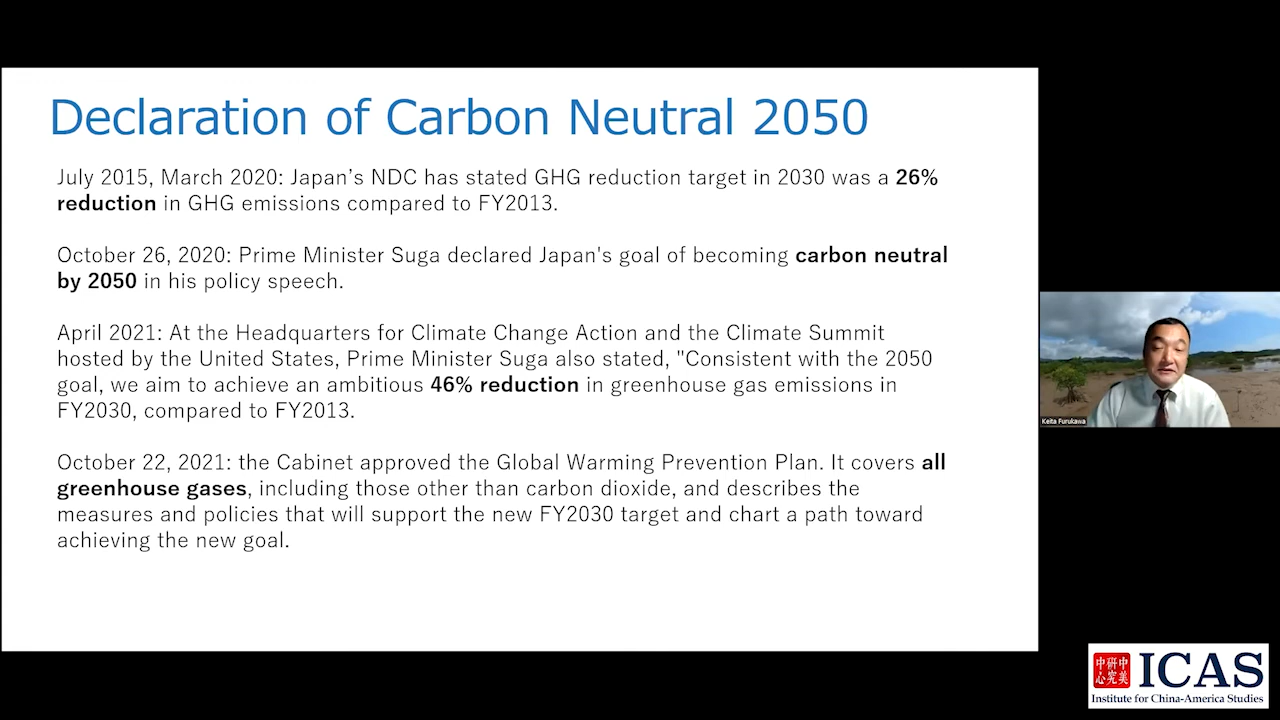 Declaration of Carbon Neutral 2050
July 2015, March 2020: Japan’s NDC has stated GHG reduction target in 2030 was a 26%
reduction in GHG emissions compared to FY2013.
October 26, 2020: Prime Minister Suga declared Japan's goal of becoming carbon neutral
by 2050 in his policy speech.
April 2021: At the Headquarters for Climate Change Action and the Climate Summit
hosted by the United States, Prime Minister Suga also stated, "Consistent with the 2050
goal, we aim to achieve an ambitious 46% reduction in greenhouse gas emissions in
FY2030, compared to FY2013.
October 22, 2021: the Cabinet approved the Global Warming Prevention Plan. It covers all
greenhouse gases, including those other than carbon dioxide, and describes the
measures and policies that will support the new FY2030 target and chart a path toward
achieving the new goal.
Keita Furukawa
中研中
心究美
ICAS
Institute for China-America Studies